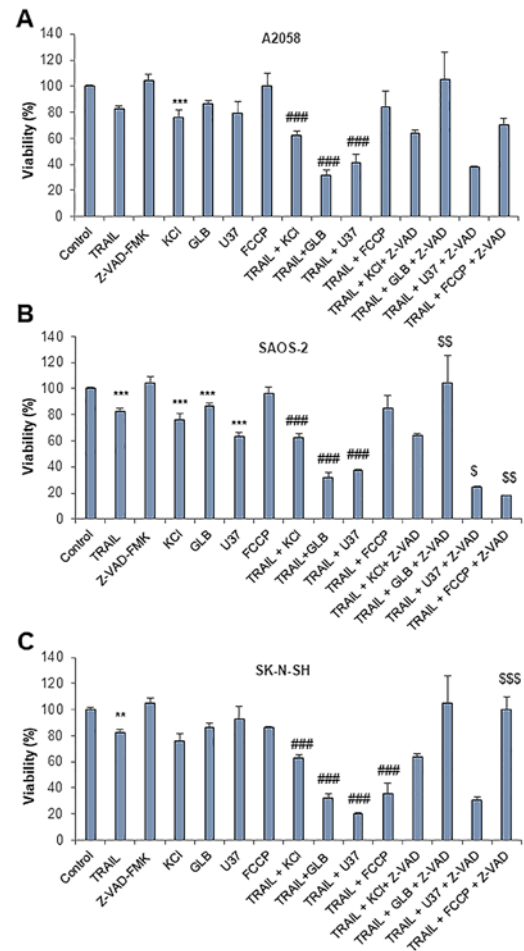 A
A2058
Viability (%)
140
120
100
80
60
40
20
0
***
###
###
###
Control
TRAIL
Z-VAD-FMK
KCl
GLB
U37
FCCP
TRAIL + KCl
TRAIL+GLB
TRAIL + U37
TRAIL + FCCP
TRAIL + KCl+ Z-VAD
TRAIL + GLB + Z-VAD
TRAIL + U37 + Z-VAD
TRAIL + FCCP + Z-VAD
B
SAOS-2
Viability (%)
140
120
100
80
60
40
20
0
***
***
***
***
###
###
###
$$
$
$$
Control
TRAIL
Z-VAD-FMK
KCl
GLB
U37
FCCP
TRAIL + KCl
TRAIL+GLB
TRAIL + U37
TRAIL + FCCP
TRAIL + KCl+ Z-VAD
TRAIL + GLB + Z-VAD
TRAIL + U37 + Z-VAD
TRAIL + FCCP + Z-VAD
C
SK-N-SH
Viability (%)
140
120
100
80
60
40
20
0
**
###
###
###
###
$$$
Control
TRAIL
Z-VAD-FMK
KCl
GLB
U37
FCCP
TRAIL + KCl
TRAIL+GLB
TRAIL + U37
TRAIL + FCCP
TRAIL + KCl+ Z-VAD
TRAIL + GLB + Z-VAD
TRAIL + U37 + Z-VAD
TRAIL + FCCP + Z-VAD